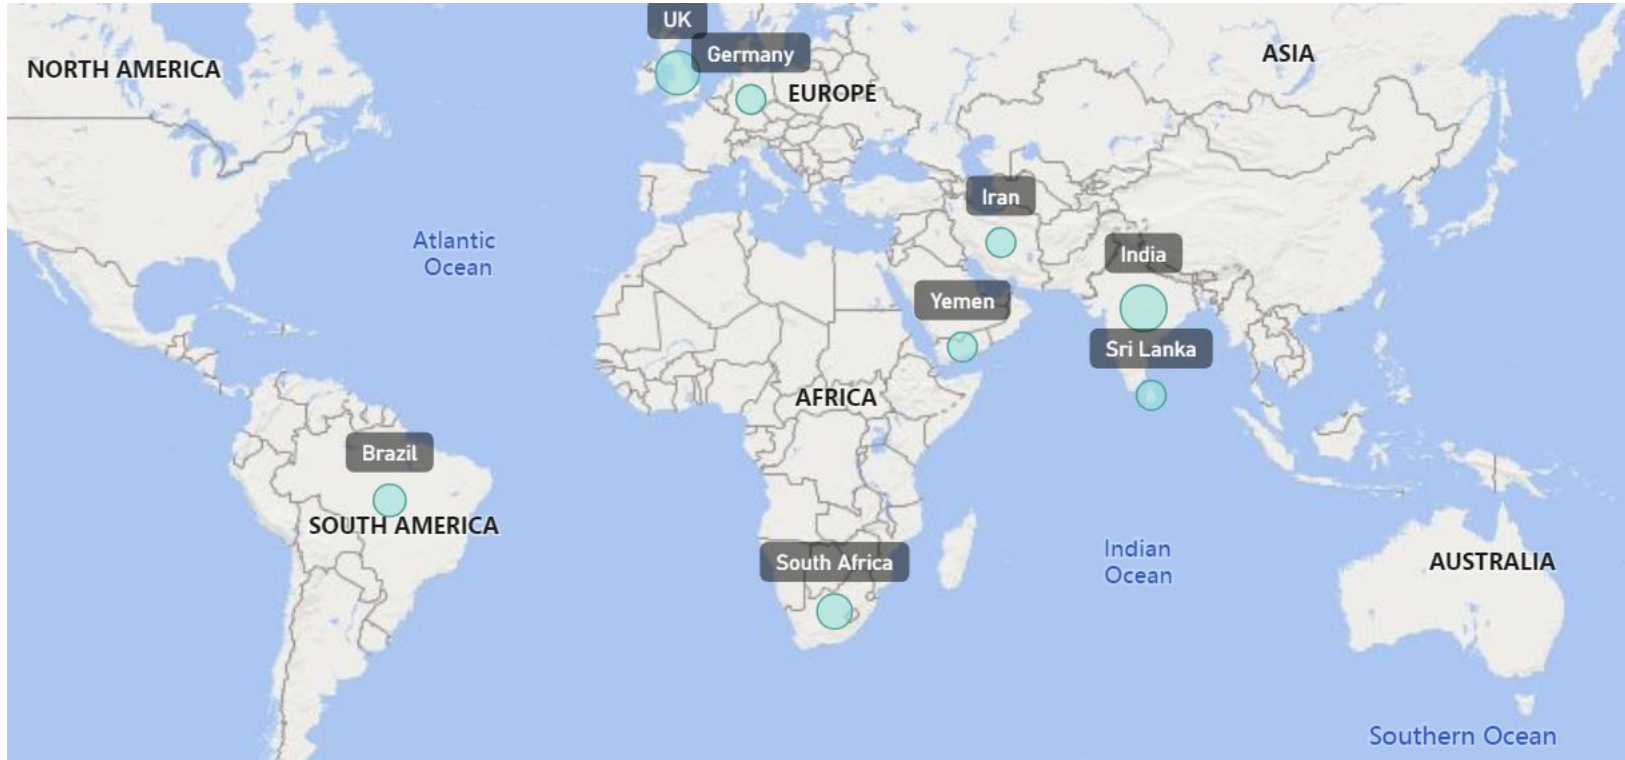 UK
Germany
NORTH AMERICA
ASIA
EUROPE
Iran
Atlantic
Ocean
India
Yemen
Sri Lanka
AFRICA
Brazil
SOUTH AMERICA
South Africa
Indian
Ocean
AUSTRALIA
Southern Ocean